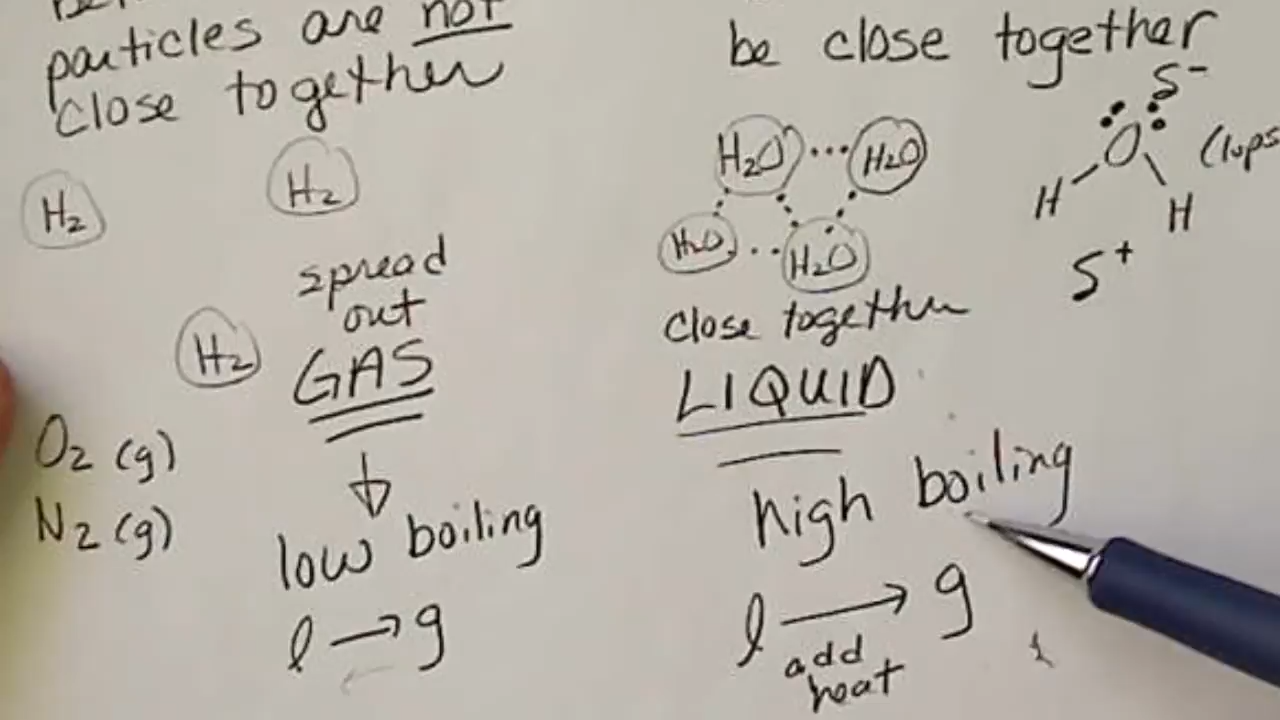 particles are not
close together
H₂
H₂
spread
out
H₂
GAS
O₂ (g)
N₂ (g)
low boiling
l → g
be close together
H₂O ... H₂O
H₂O ... H₂O
close together
LIQUID
high boiling
l → g
add
heat
δ⁻
O
H H
δ⁺